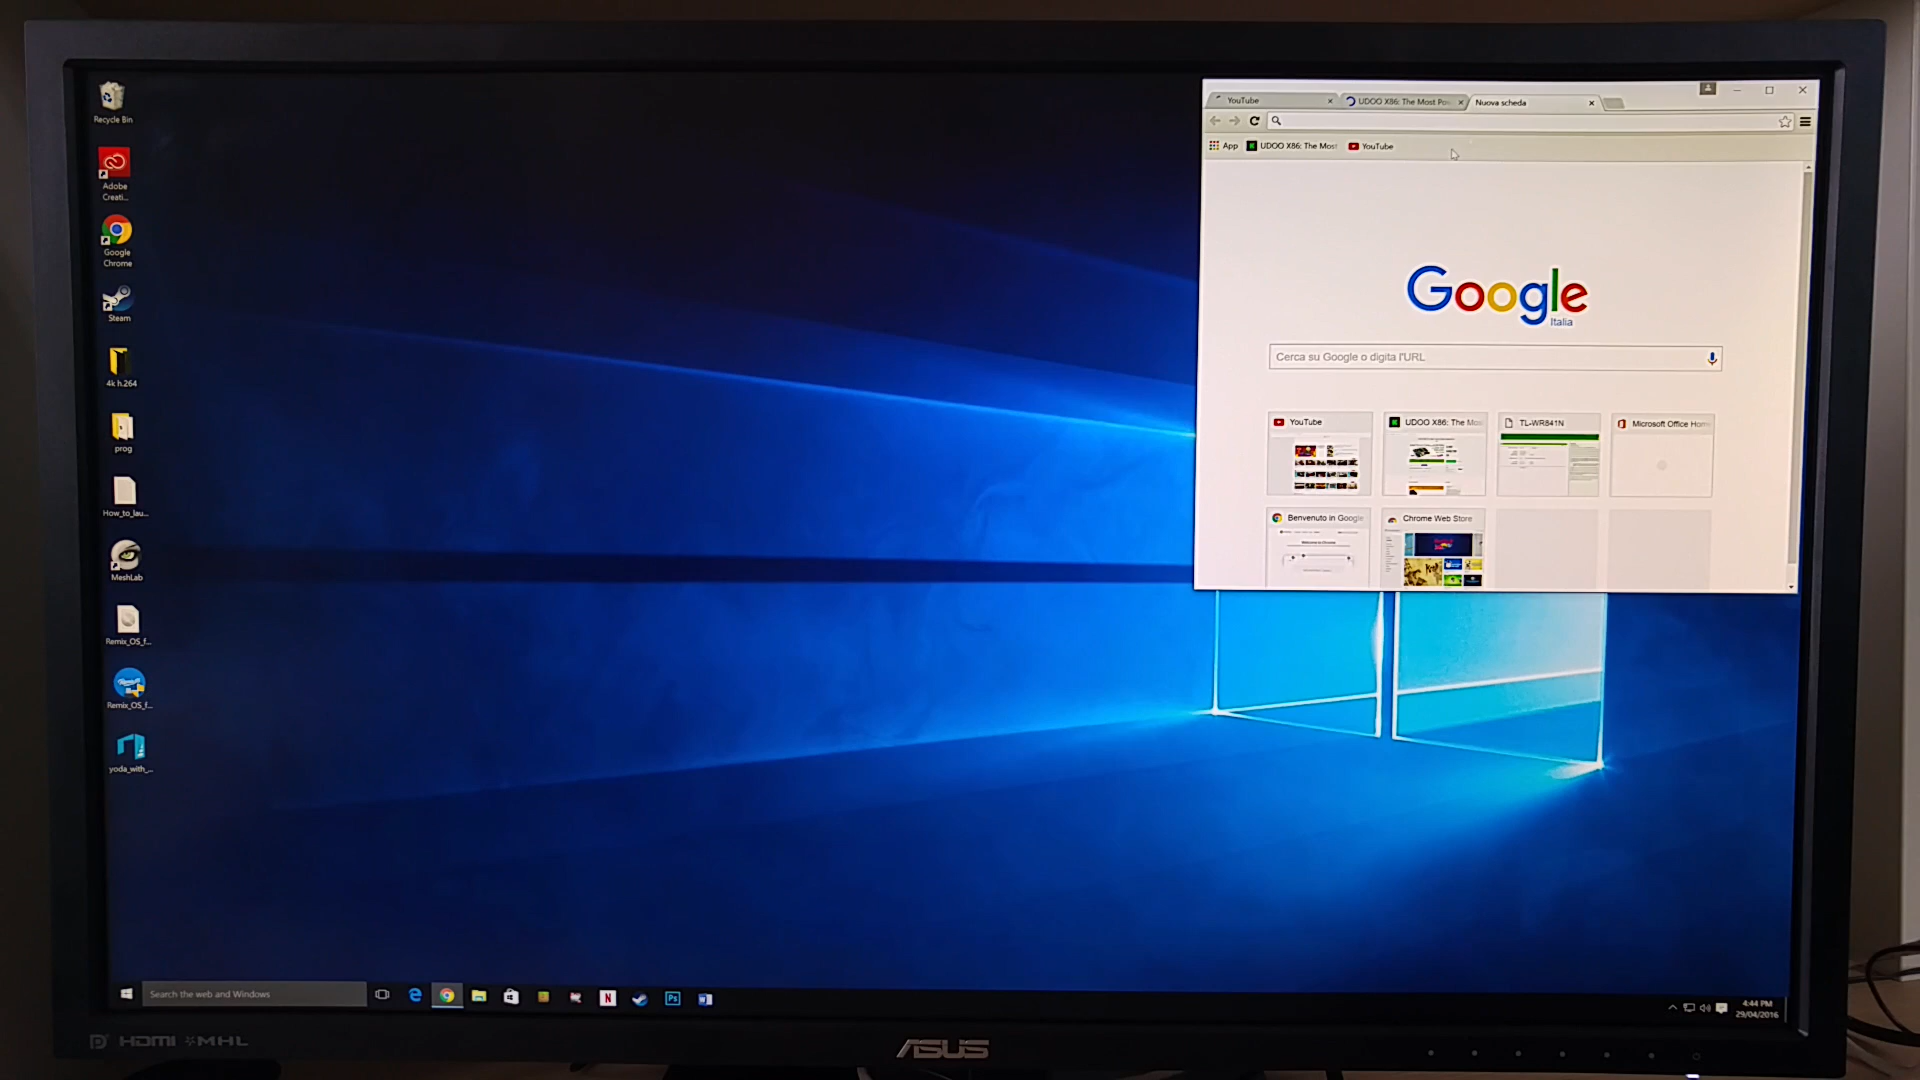 Recycle Bin
Adobe
Creati...
Google
Chrome
Steam
4k h.264
prog
How_to_lau...
MeshLab
Remix_OS_f...
Remix_OS_f...
yoda_with_...
YouTube
UDOO X86: The Most Po
Nuova scheda
App
UDOO X86: The Most
YouTube
Google
Italia
Cerca su Google o digita l'URL
YouTube
UDOO X86: The Mos
TL-WR841N
Microsoft Office Hom
Benvenuto in Google
Chrome Web Store
Search the web and Windows
N
Ps
4:44 PM
29/04/2016
HDMI MHL
ASUS